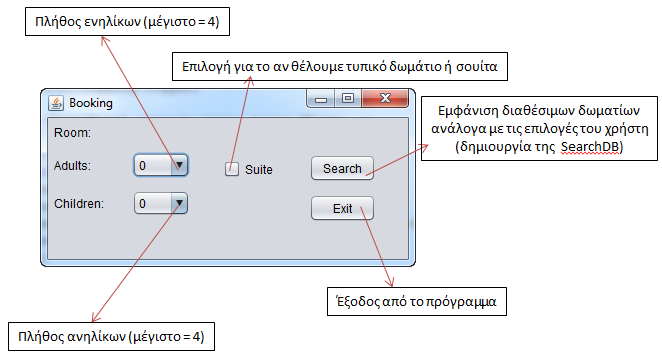 Πλήθος ενηλίκων (μέγιστο = 4)
Επιλογή για το αν θέλουμε τυπικό δωμάτιο ή σουίτα
Booking
Εμφάνιση διαθέσιμων δωματίων
ανάλογα με τις επιλογές του χρήστη
(δημιουργία της SearchDB)
Room:
Adults:
0
Suite
Search
Children:
0
Exit
Έξοδος από το πρόγραμμα
Πλήθος ανηλίκων (μέγιστο = 4)